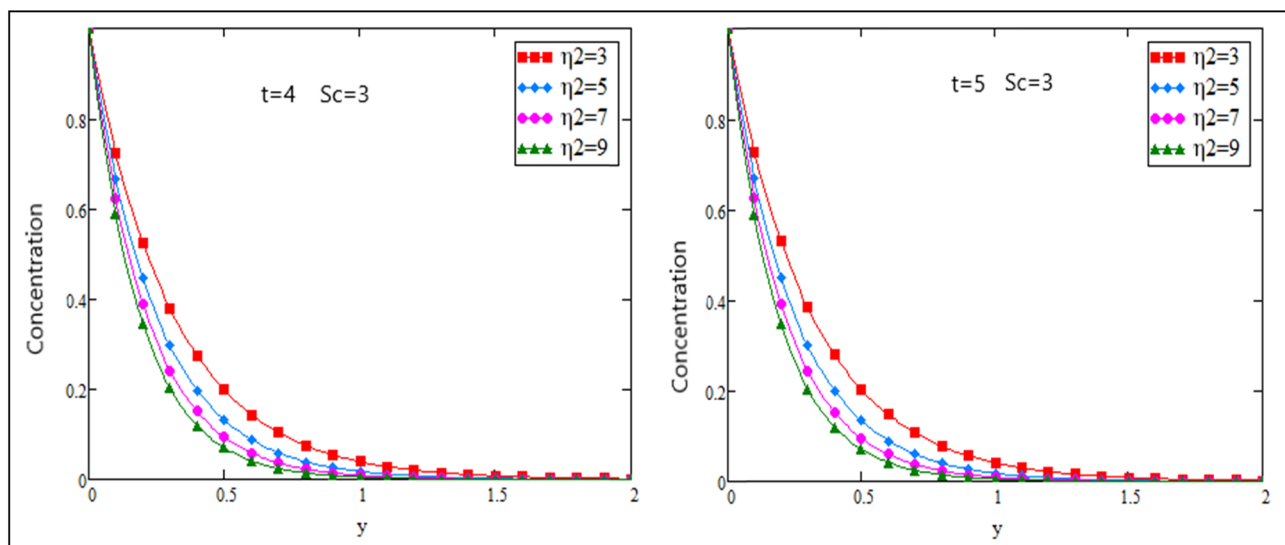 t=4 Sc=3
η2=3
η2=5
η2=7
η2=9
Concentration
0.8
0.6
0.4
0.2
0
0 0.5 1 1.5 2
y
t=5 Sc=3
η2=3
η2=5
η2=7
η2=9
Concentration
0.8
0.6
0.4
0.2
0
0 0.5 1 1.5 2
y